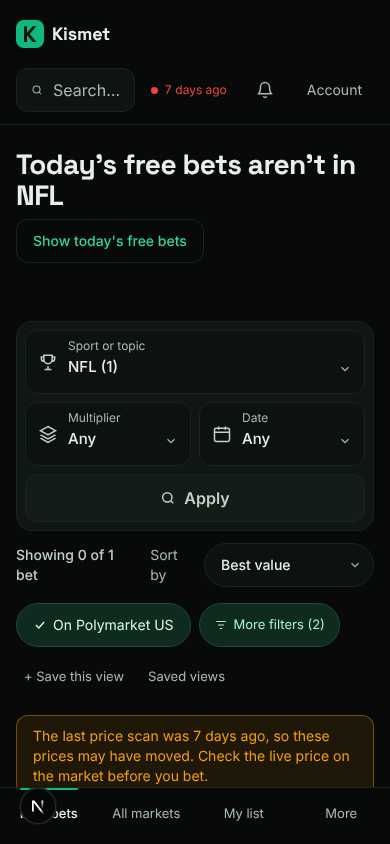 K Kismet
Search... 7 days ago Account
Today's free bets aren't in
NFL
Show today's free bets
Sport or topic
NFL (1)
Multiplier
Any
Date
Any
Apply
Showing 0 of 1
bet
Sort
by
Best value
On Polymarket US
More filters (2)
+ Save this view Saved views
The last price scan was 7 days ago, so these
prices may have moved. Check the live price on
the market before you bet.
N bets All markets My list More